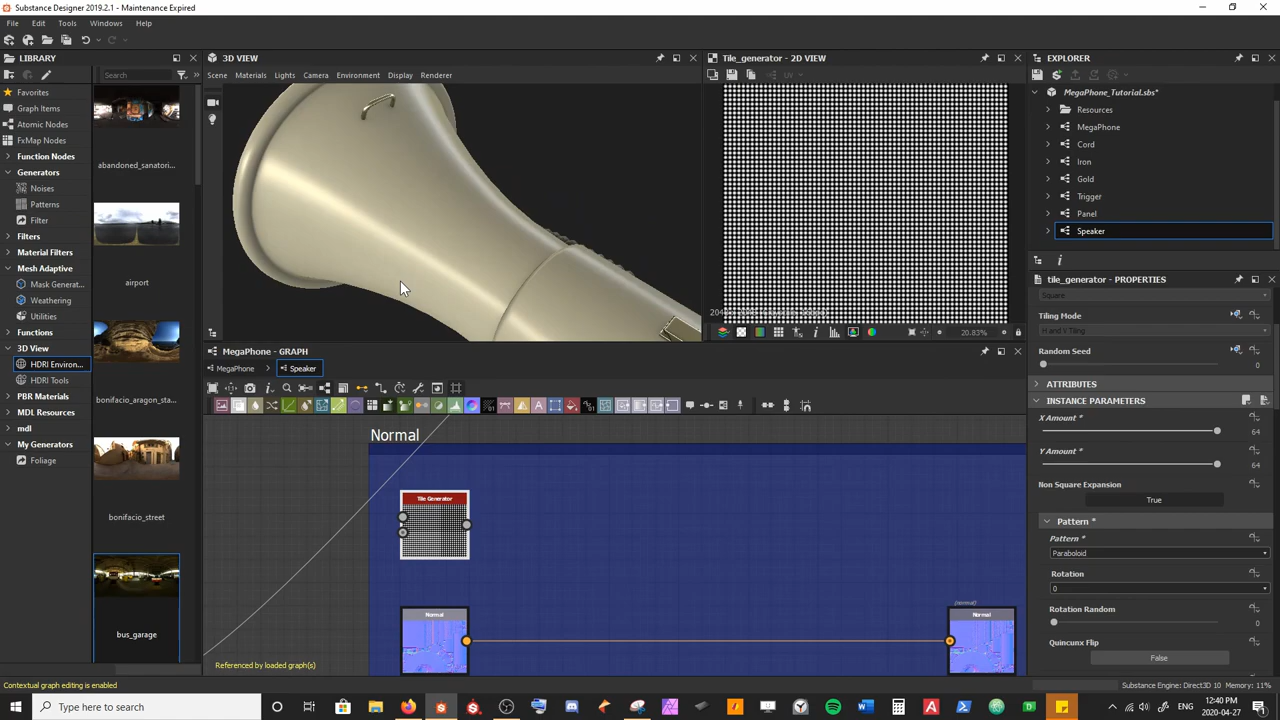 Substance Designer 2019.2.1 - Maintenance Expired
File Edit Tools Windows Help
LIBRARY
Search
Favorites
Graph Items
Atomic Nodes
FxMap Nodes
Function Nodes
Generators
Noises
Patterns
Filter
Filters
Material Filters
Mesh Adaptive
Mask Generat...
Weathering
Utilities
Functions
3D View
HDRI Environ...
HDRI Tools
PBR Materials
MDL Resources
mdl
My Generators
Foliage
abandoned_sanatori...
airport
bonifacio_aragon_sta...
bonifacio_street
bus_garage
3D VIEW
Scene Materials Lights Camera Environment Display Renderer
Tile_generator - 2D VIEW
UV
20.83%
MegaPhone - GRAPH
MegaPhone > Speaker
Normal
Tile Generator
Normal
Normal
Referenced by loaded graph(s)
EXPLORER
MegaPhone_Tutorial.sbs*
Resources
MegaPhone
Cord
Iron
Gold
Trigger
Panel
Speaker
tile_generator - PROPERTIES
Square
Tiling Mode
H and V Tiling
Random Seed
0
ATTRIBUTES
INSTANCE PARAMETERS
X Amount *
64
Y Amount *
64
Non Square Expansion
True
Pattern *
Pattern *
Paraboloid
Rotation
0
Rotation Random
0
Quincunx Flip
False
Contextual graph editing is enabled
Substance Engine: Direct3D 10 Memory: 11%
Type here to search
ENG
12:40 PM
2020-04-27